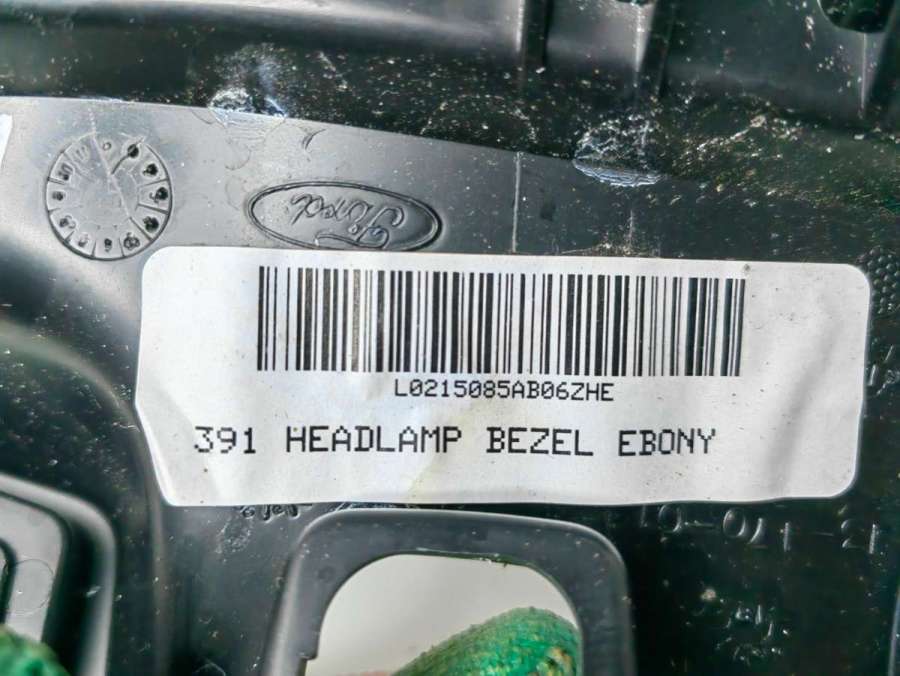 Ford
L0215085AB06ZHE
391 HEADLAMP BEZEL EBONY